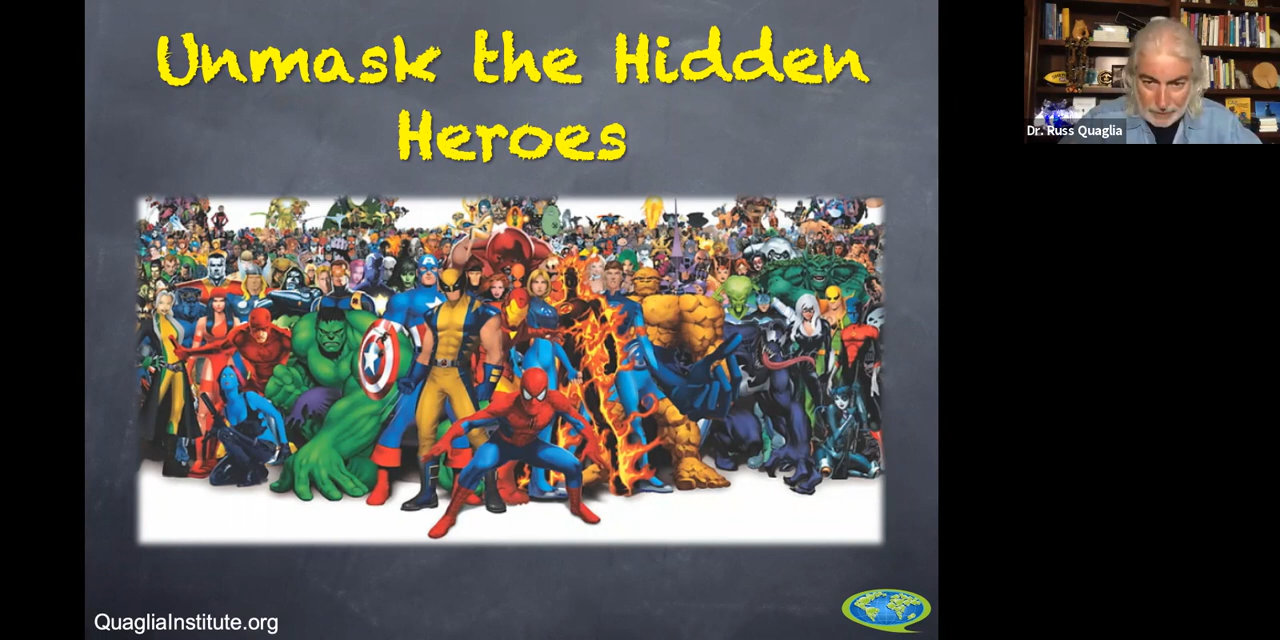 Unmask the Hidden
Heroes
Dr. Russ Quaglia
QuagliaInstitute.org